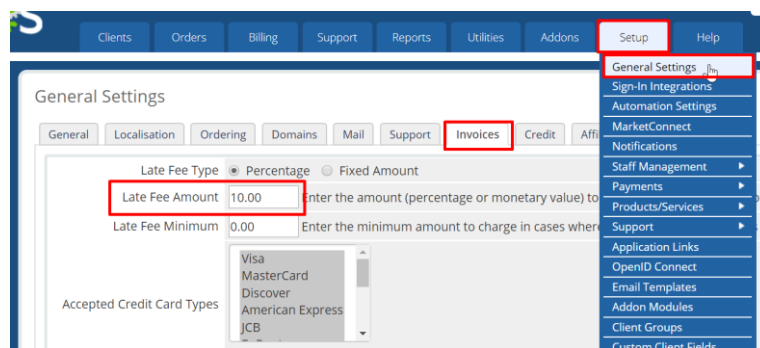 S
Clients Orders Billing Support Reports Utilities Addons Setup Help
General Settings
Sign-In Integrations
Automation Settings
MarketConnect
Notifications
Staff Management
Payments
Products/Services
Support
Application Links
OpenID Connect
Email Templates
Addon Modules
Client Groups
Custom Client Fields
General Settings
General Localisation Ordering Domains Mail Support Invoices Credit Affi
Late Fee Type Percentage Fixed Amount
Late Fee Amount 10.00 Enter the amount (percentage or monetary value) to
Late Fee Minimum 0.00 Enter the minimum amount to charge in cases where
Accepted Credit Card Types
Visa
MasterCard
Discover
American Express
JCB